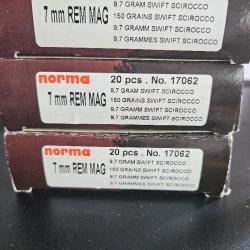 9,7 GRAM SWIFT SCIROCCO
7 mm REM MAG
150 GRAINS SWIFT SCIROCCO
9,7 GRAMM SWIFT SCIROCCO
9,7 GRAMMES SWIFT SCIROCCO
norma
20 pcs . No. 17062
9,7 GRAM SWIFT SCIROCCO
7 mm REM MAG
150 GRAINS SWIFT SCIROCCO
9,7 GRAMM SWIFT SCIROCCO
9,7 GRAMMES SWIFT SCIROCCO
norma
20 pcs . No. 17062
9,7 GRAM SWIFT SCIROCCO
7 mm REM MAG
150 GRAINS SWIFT SCIROCCO
9,7 GRAMM SWIFT SCIROCCO
9,7 GRAMMES SWIFT SCIROCCO